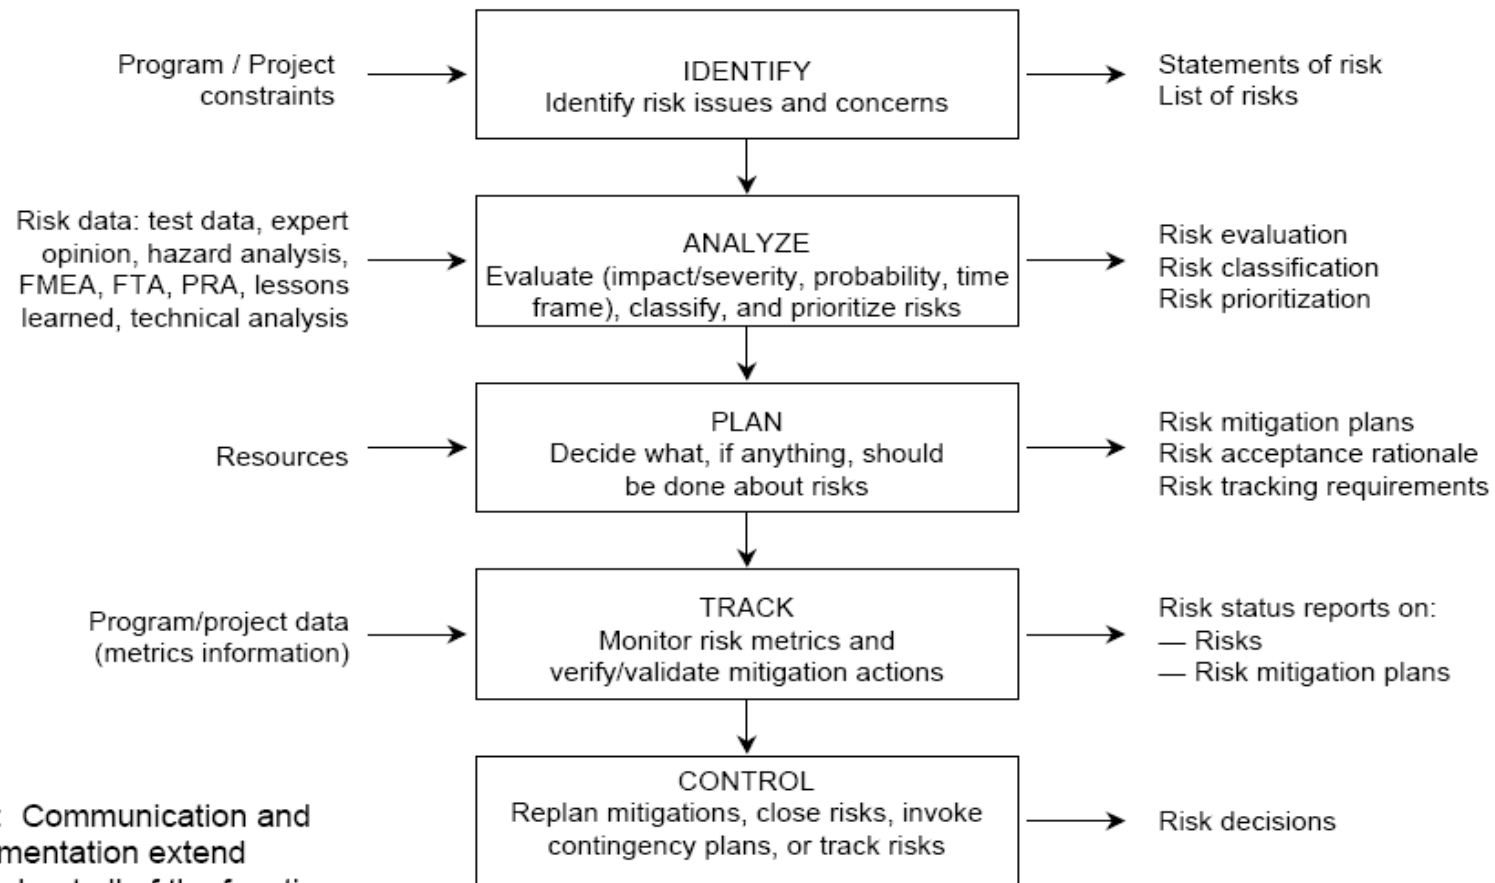 Program / Project
constraints
IDENTIFY
Identify risk issues and concerns
Statements of risk
List of risks
Risk data: test data, expert
opinion, hazard analysis,
FMEA, FTA, PRA, lessons
learned, technical analysis
ANALYZE
Evaluate (impact/severity, probability, time
frame), classify, and prioritize risks
Risk evaluation
Risk classification
Risk prioritization
Resources
PLAN
Decide what, if anything, should
be done about risks
Risk mitigation plans
Risk acceptance rationale
Risk tracking requirements
Program/project data
(metrics information)
TRACK
Monitor risk metrics and
verify/validate mitigation actions
Risk status reports on:
— Risks
— Risk mitigation plans
CONTROL
Replan mitigations, close risks, invoke
contingency plans, or track risks
Risk decisions
: Communication and
mentation extend